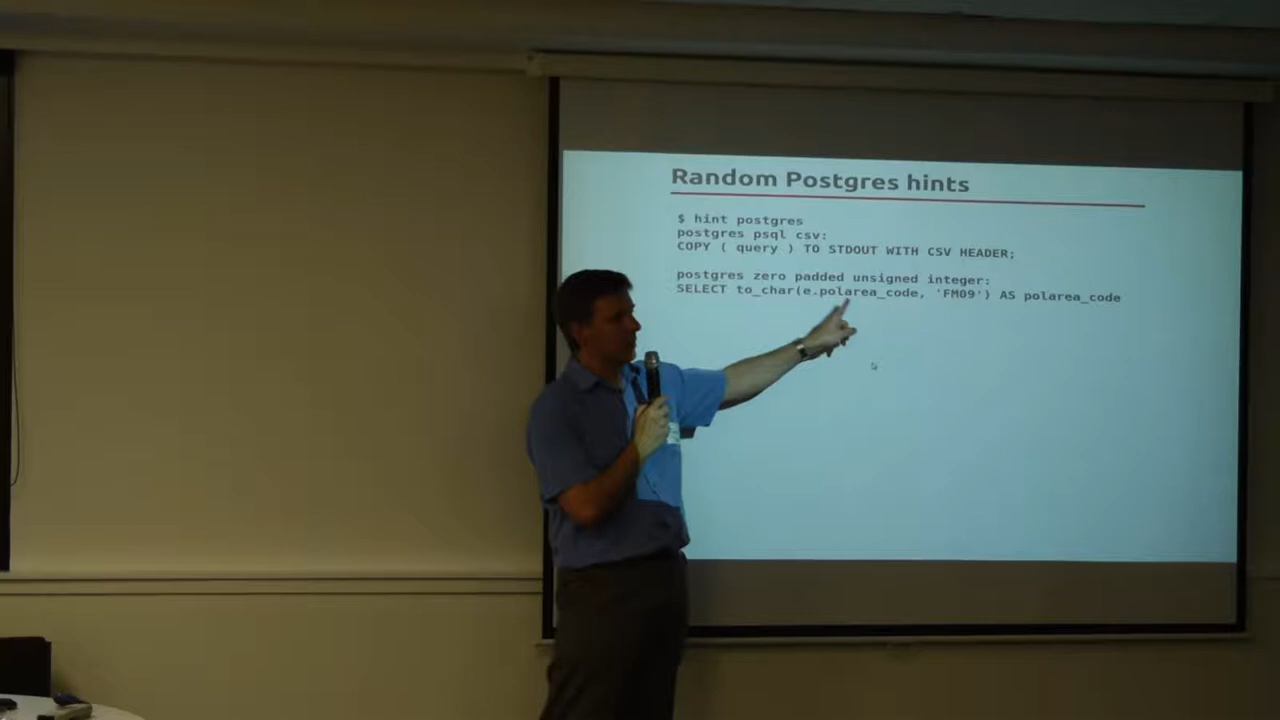 Random Postgres hints
$ hint postgres
postgres psql csv:
COPY ( query ) TO STDOUT WITH CSV HEADER;
postgres zero padded unsigned integer:
SELECT to_char(e.polarea_code, 'FM09') AS polarea_code